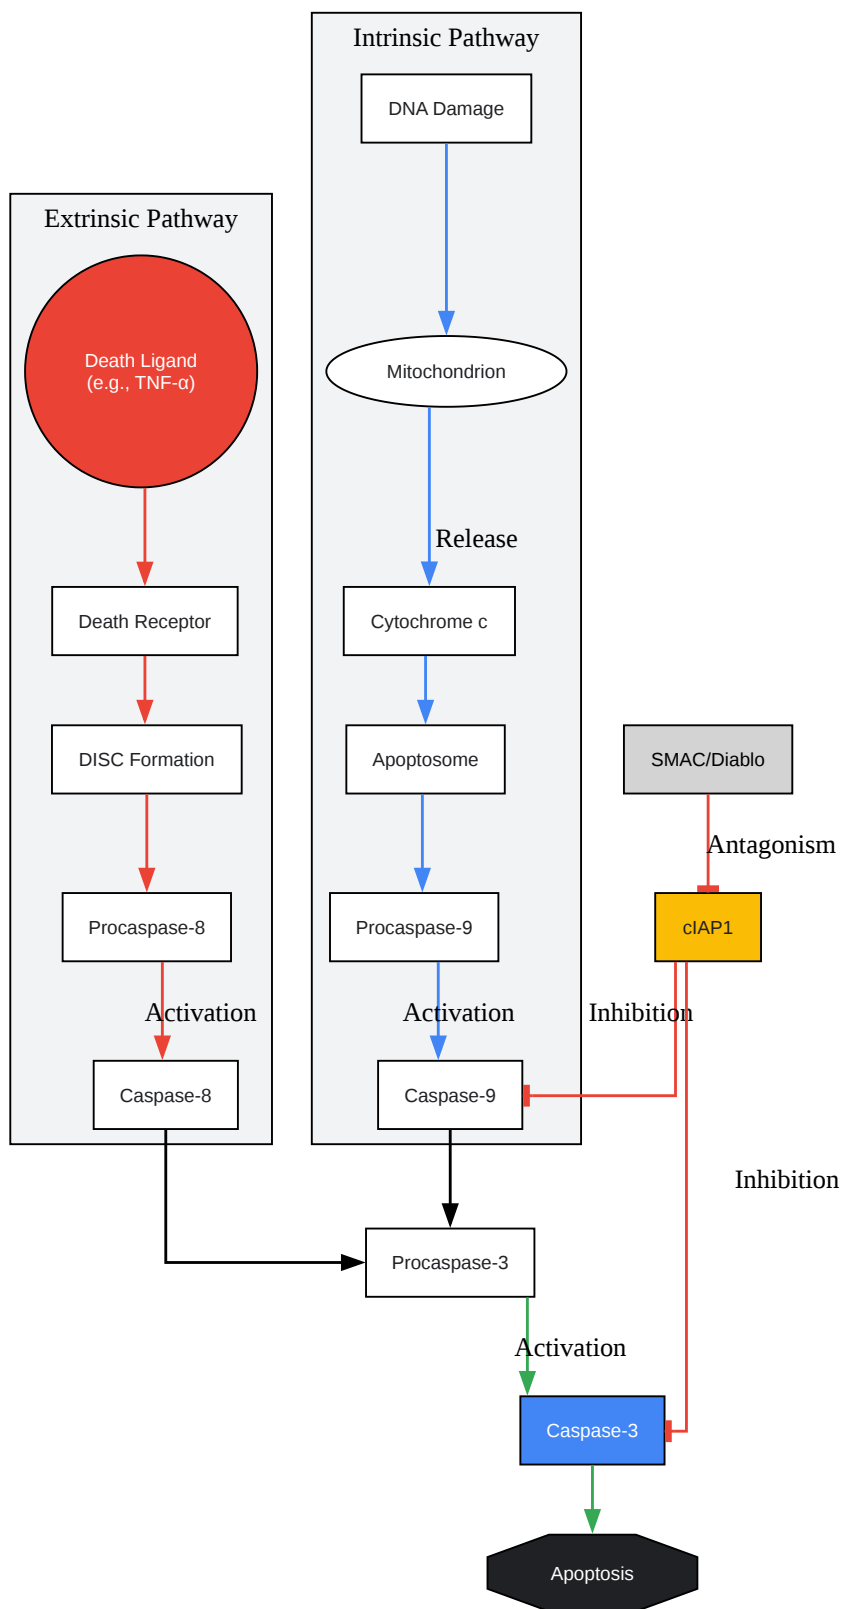 Intrinsic Pathway
DNA Damage
Extrinsic Pathway
Death Ligand
(e.g., TNF-α)
Mitochondrion
Release
Death Receptor
Cytochrome c
DISC Formation
Apoptosome
SMAC/Diablo
Antagonism
Procaspase-8
Procaspase-9
cIAP1
Activation
Activation
Inhibition
Caspase-8
Caspase-9
Inhibition
Procaspase-3
Activation
Caspase-3
Apoptosis